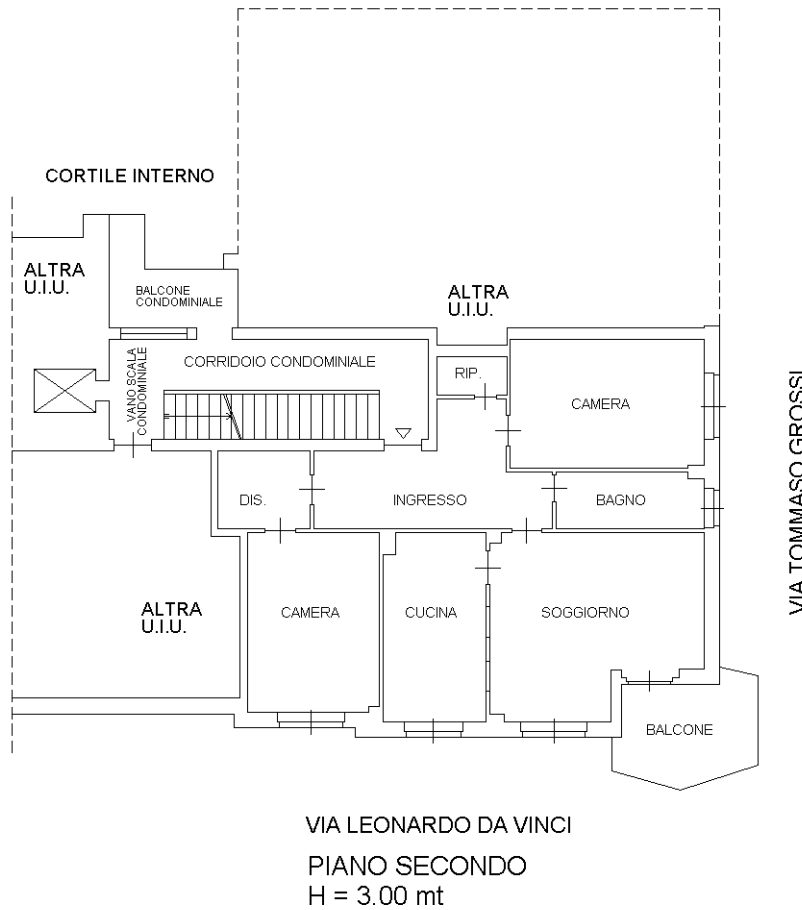 CORTILE INTERNO
ALTRA
U.I.U.
BALCONE
CONDOMINIALE
ALTRA
U.I.U.
VANO SCALA
CONDOMINIALE
CORRIDOIO CONDOMINIALE
RIP.
CAMERA
VIA TOMMASO GROSSI
DIS.
INGRESSO
BAGNO
ALTRA
U.I.U.
CAMERA
CUCINA
SOGGIORNO
BALCONE
VIA LEONARDO DA VINCI
PIANO SECONDO
H = 3.00 mt